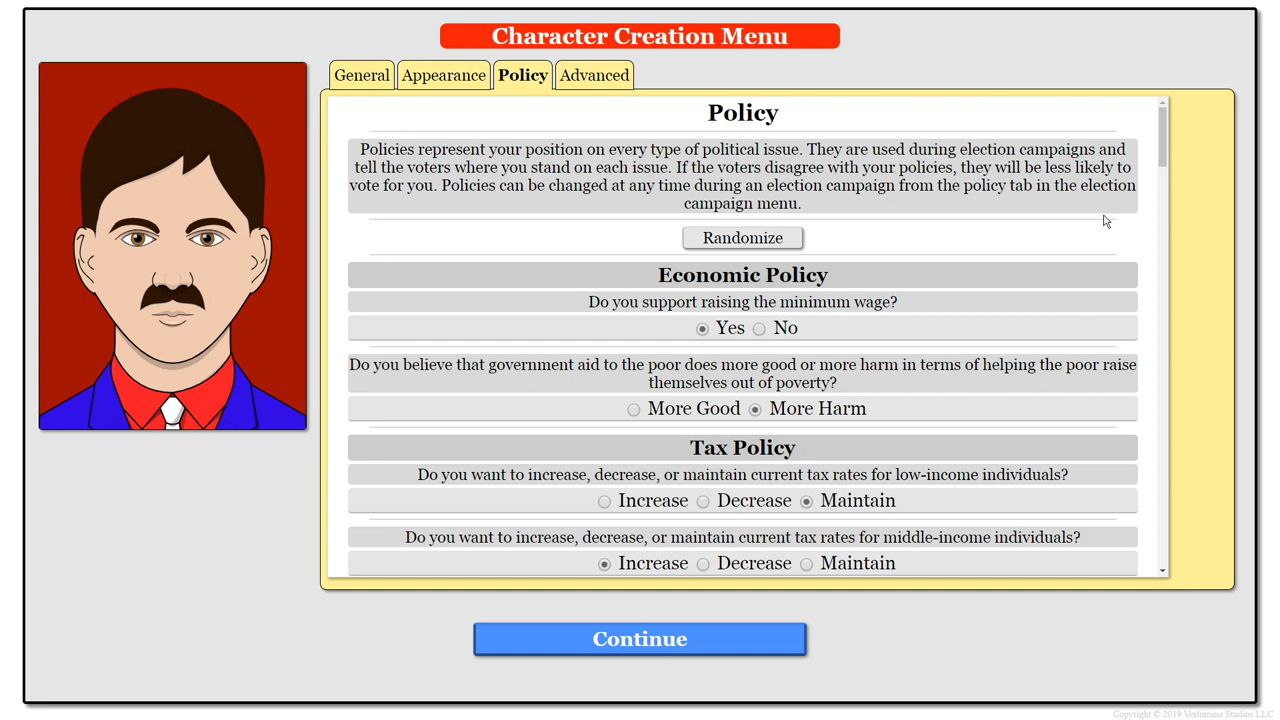 Character Creation Menu
General Appearance Policy Advanced
Policy
Policies represent your position on every type of political issue. They are used during election campaigns and
tell the voters where you stand on each issue. If the voters disagree with your policies, they will be less likely to
vote for you. Policies can be changed at any time during an election campaign from the policy tab in the election
campaign menu.
Randomize
Economic Policy
Do you support raising the minimum wage?
Yes No
Do you believe that government aid to the poor does more good or more harm in terms of helping the poor raise
themselves out of poverty?
More Good More Harm
Tax Policy
Do you want to increase, decrease, or maintain current tax rates for low-income individuals?
Increase Decrease Maintain
Do you want to increase, decrease, or maintain current tax rates for middle-income individuals?
Increase Decrease Maintain
Continue
Copyright © 2019 Verlumino Studios LLC